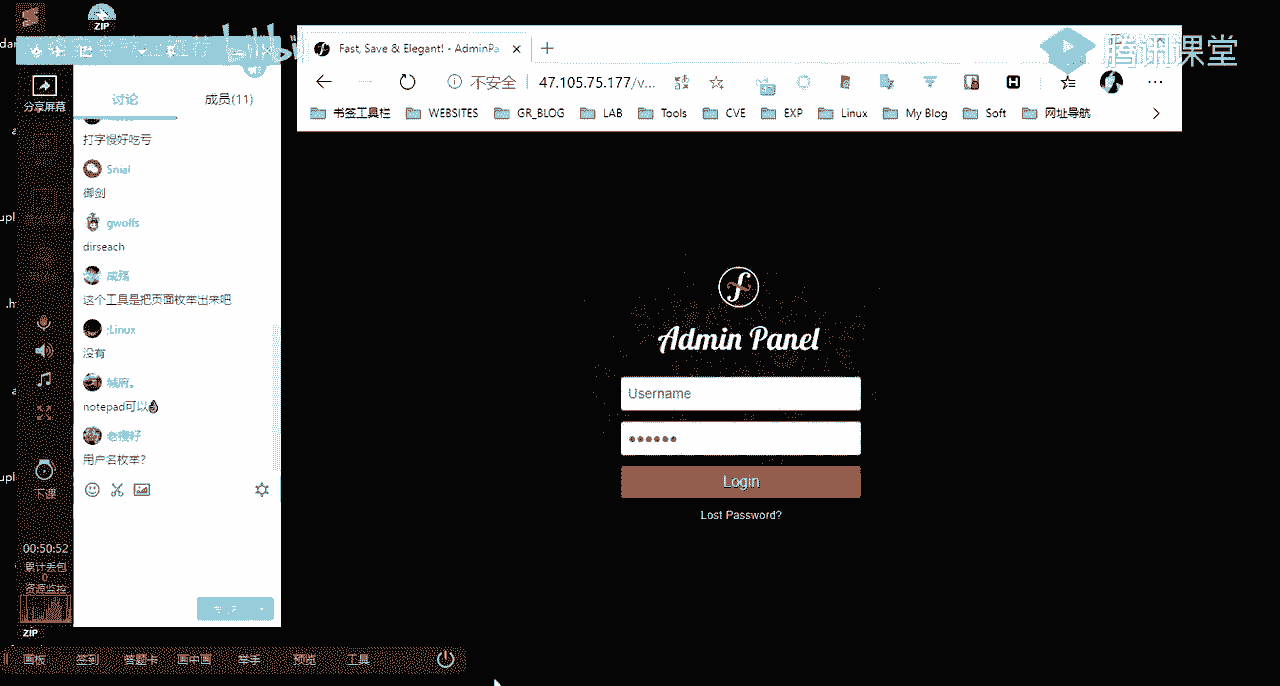 ZIP
腾讯课堂
Fast, Save & Elegant! - AdminPa
不安全
47.105.75.177/v...
书签工具栏
WEBSITES
GR_BLOG
LAB
Tools
CVE
EXP
Linux
My Blog
Soft
网址导航
分享屏幕
讨论
成员(11)
打字慢好吃亏
Snial
御剑
gwoffs
dirseach
这个工具是把页面枚举出来吧
:Linux
没有
城府。
notepad可以
用户名枚举?
Admin Panel
Username
Login
Lost Password?
下课
00:50:52
累计丢包
0
资源监控
ZIP
画板
签到
答题卡
画中画
举手
预览
工具